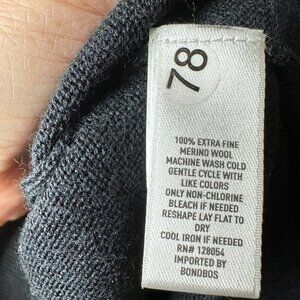 78
100% EXTRA FINE
MERINO WOOL
MACHINE WASH COLD
GENTLE CYCLE WITH
LIKE COLORS
ONLY NON-CHLORINE
BLEACH IF NEEDED
RESHAPE LAY FLAT TO
DRY
COOL IRON IF NEEDED
RN# 128054
IMPORTED BY
BONOBOS